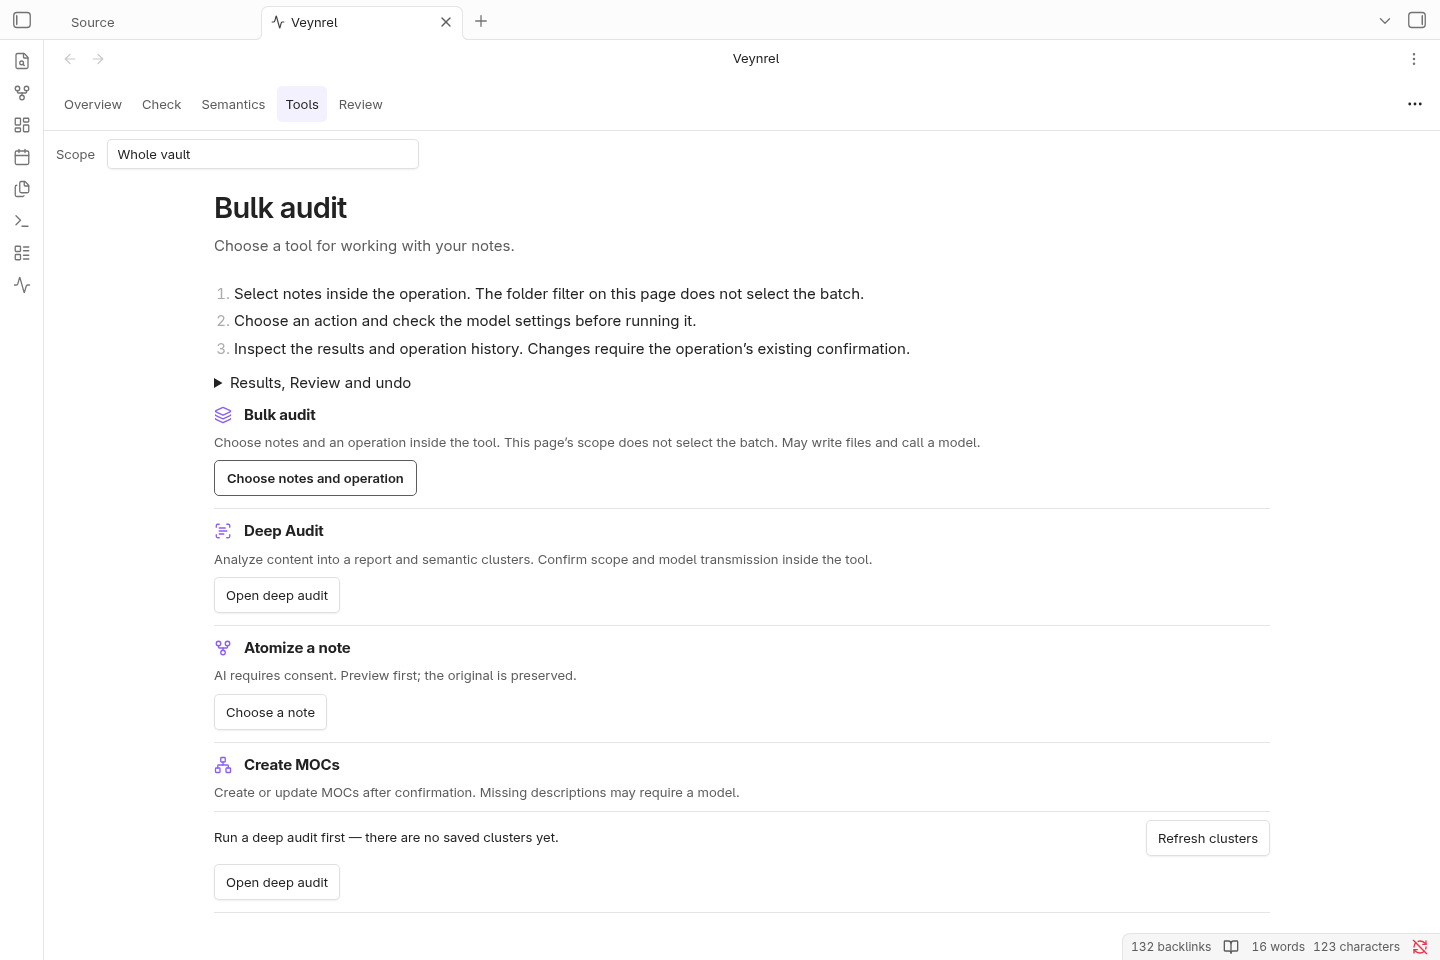 Source
Veynrel
Veynrel
Overview Check Semantics Tools Review
Scope Whole vault
Bulk audit
Choose a tool for working with your notes.
1. Select notes inside the operation. The folder filter on this page does not select the batch.
2. Choose an action and check the model settings before running it.
3. Inspect the results and operation history. Changes require the operation’s existing confirmation.
Results, Review and undo
Bulk audit
Choose notes and an operation inside the tool. This page’s scope does not select the batch. May write files and call a model.
Choose notes and operation
Deep Audit
Analyze content into a report and semantic clusters. Confirm scope and model transmission inside the tool.
Open deep audit
Atomize a note
AI requires consent. Preview first; the original is preserved.
Choose a note
Create MOCs
Create or update MOCs after confirmation. Missing descriptions may require a model.
Run a deep audit first — there are no saved clusters yet.
Refresh clusters
Open deep audit
132 backlinks 16 words 123 characters